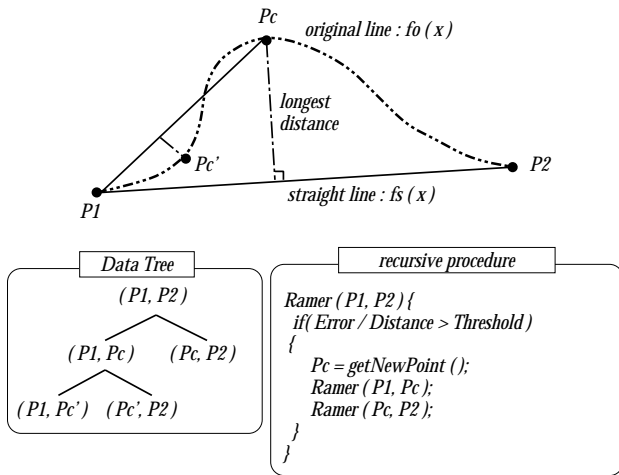 Pc
original line : fo ( x )
longest
distance
Pc'
P2
P1
straight line : fs ( x )
Data Tree
( P1, P2 )
( P1, Pc ) ( Pc, P2 )
( P1, Pc' ) ( Pc', P2 )
recursive procedure
Ramer ( P1, P2 ) {
if( Error / Distance > Threshold )
{
Pc = getNewPoint ();
Ramer ( P1, Pc );
Ramer ( Pc, P2 );
}
}